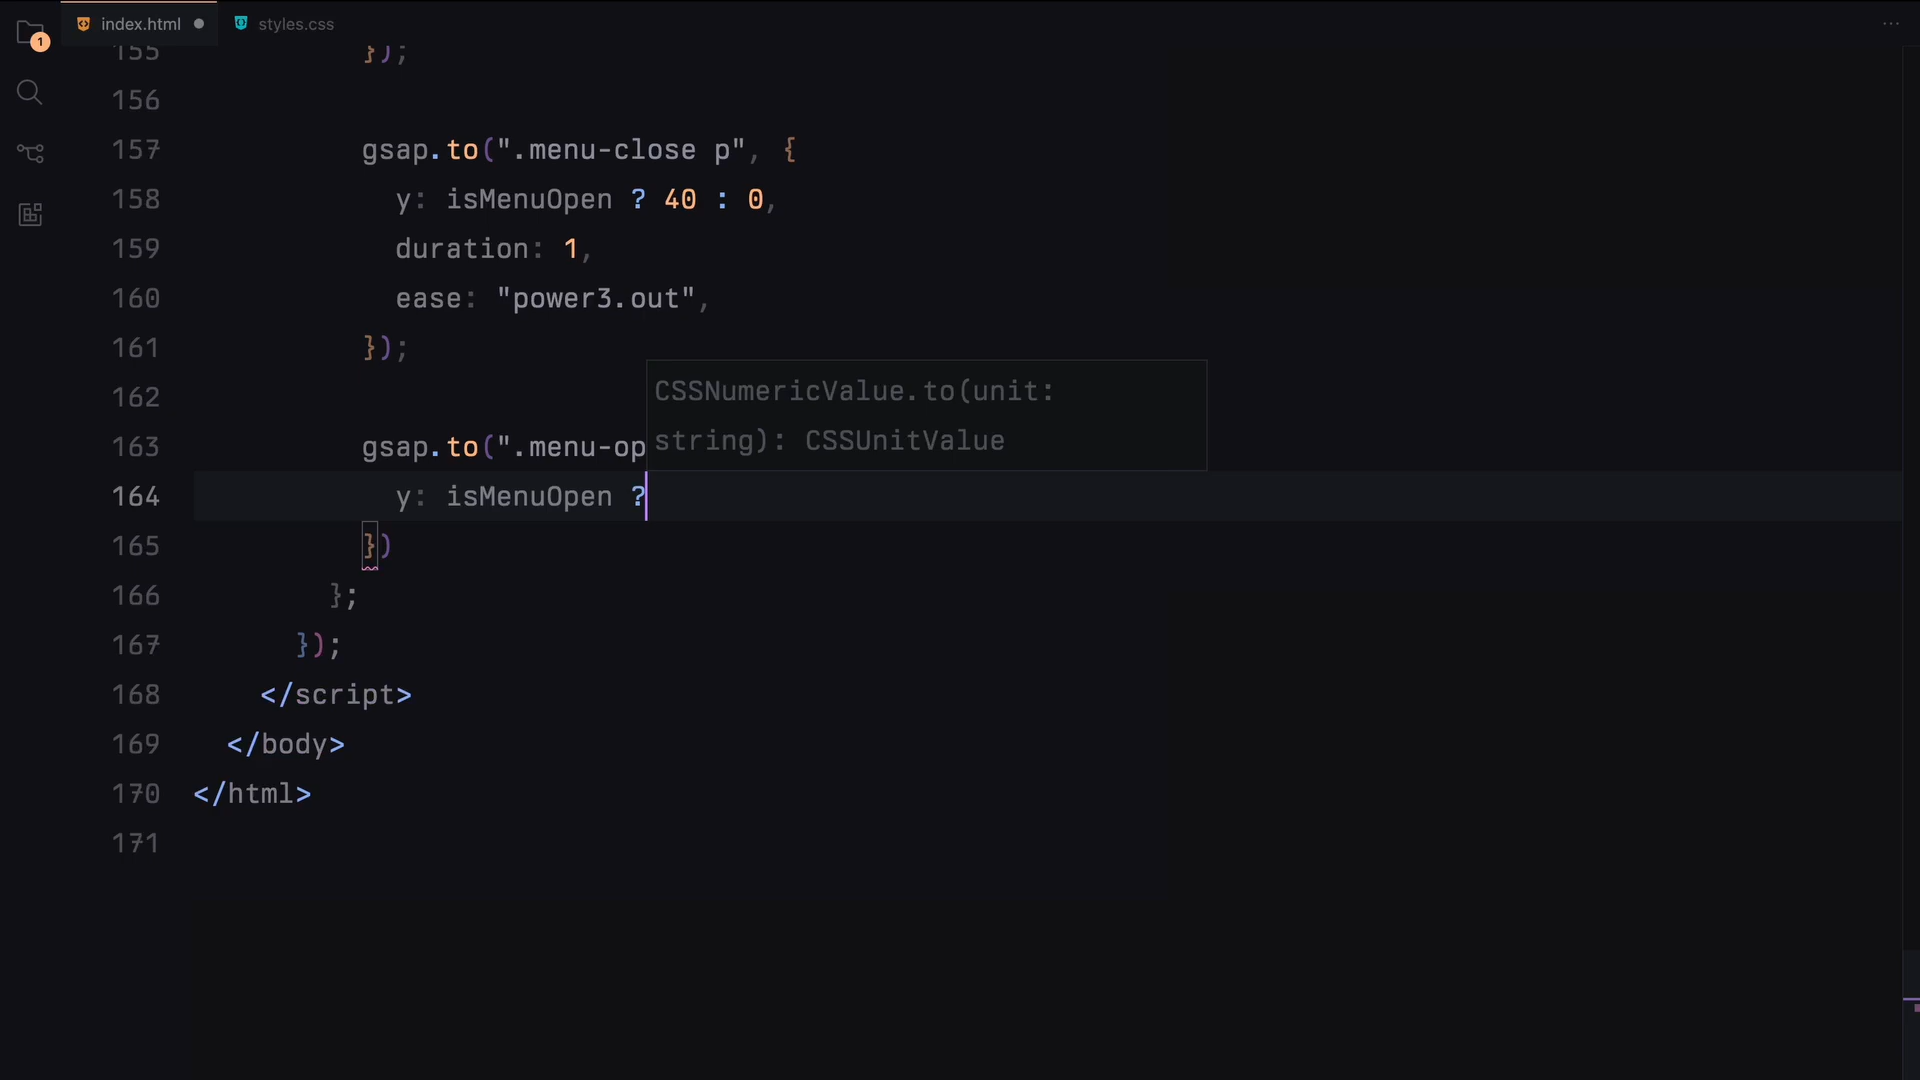 1
index.html
styles.css
...
155 });
156
157 gsap.to(".menu-close p", {
158 y: isMenuOpen ? 40 : 0,
159 duration: 1,
160 ease: "power3.out",
161 });
162
CSSNumericValue.to(unit:
string): CSSUnitValue
163 gsap.to(".menu-op
164 y: isMenuOpen ?
165 })
166 };
167 });
168 </script>
169 </body>
170 </html>
171